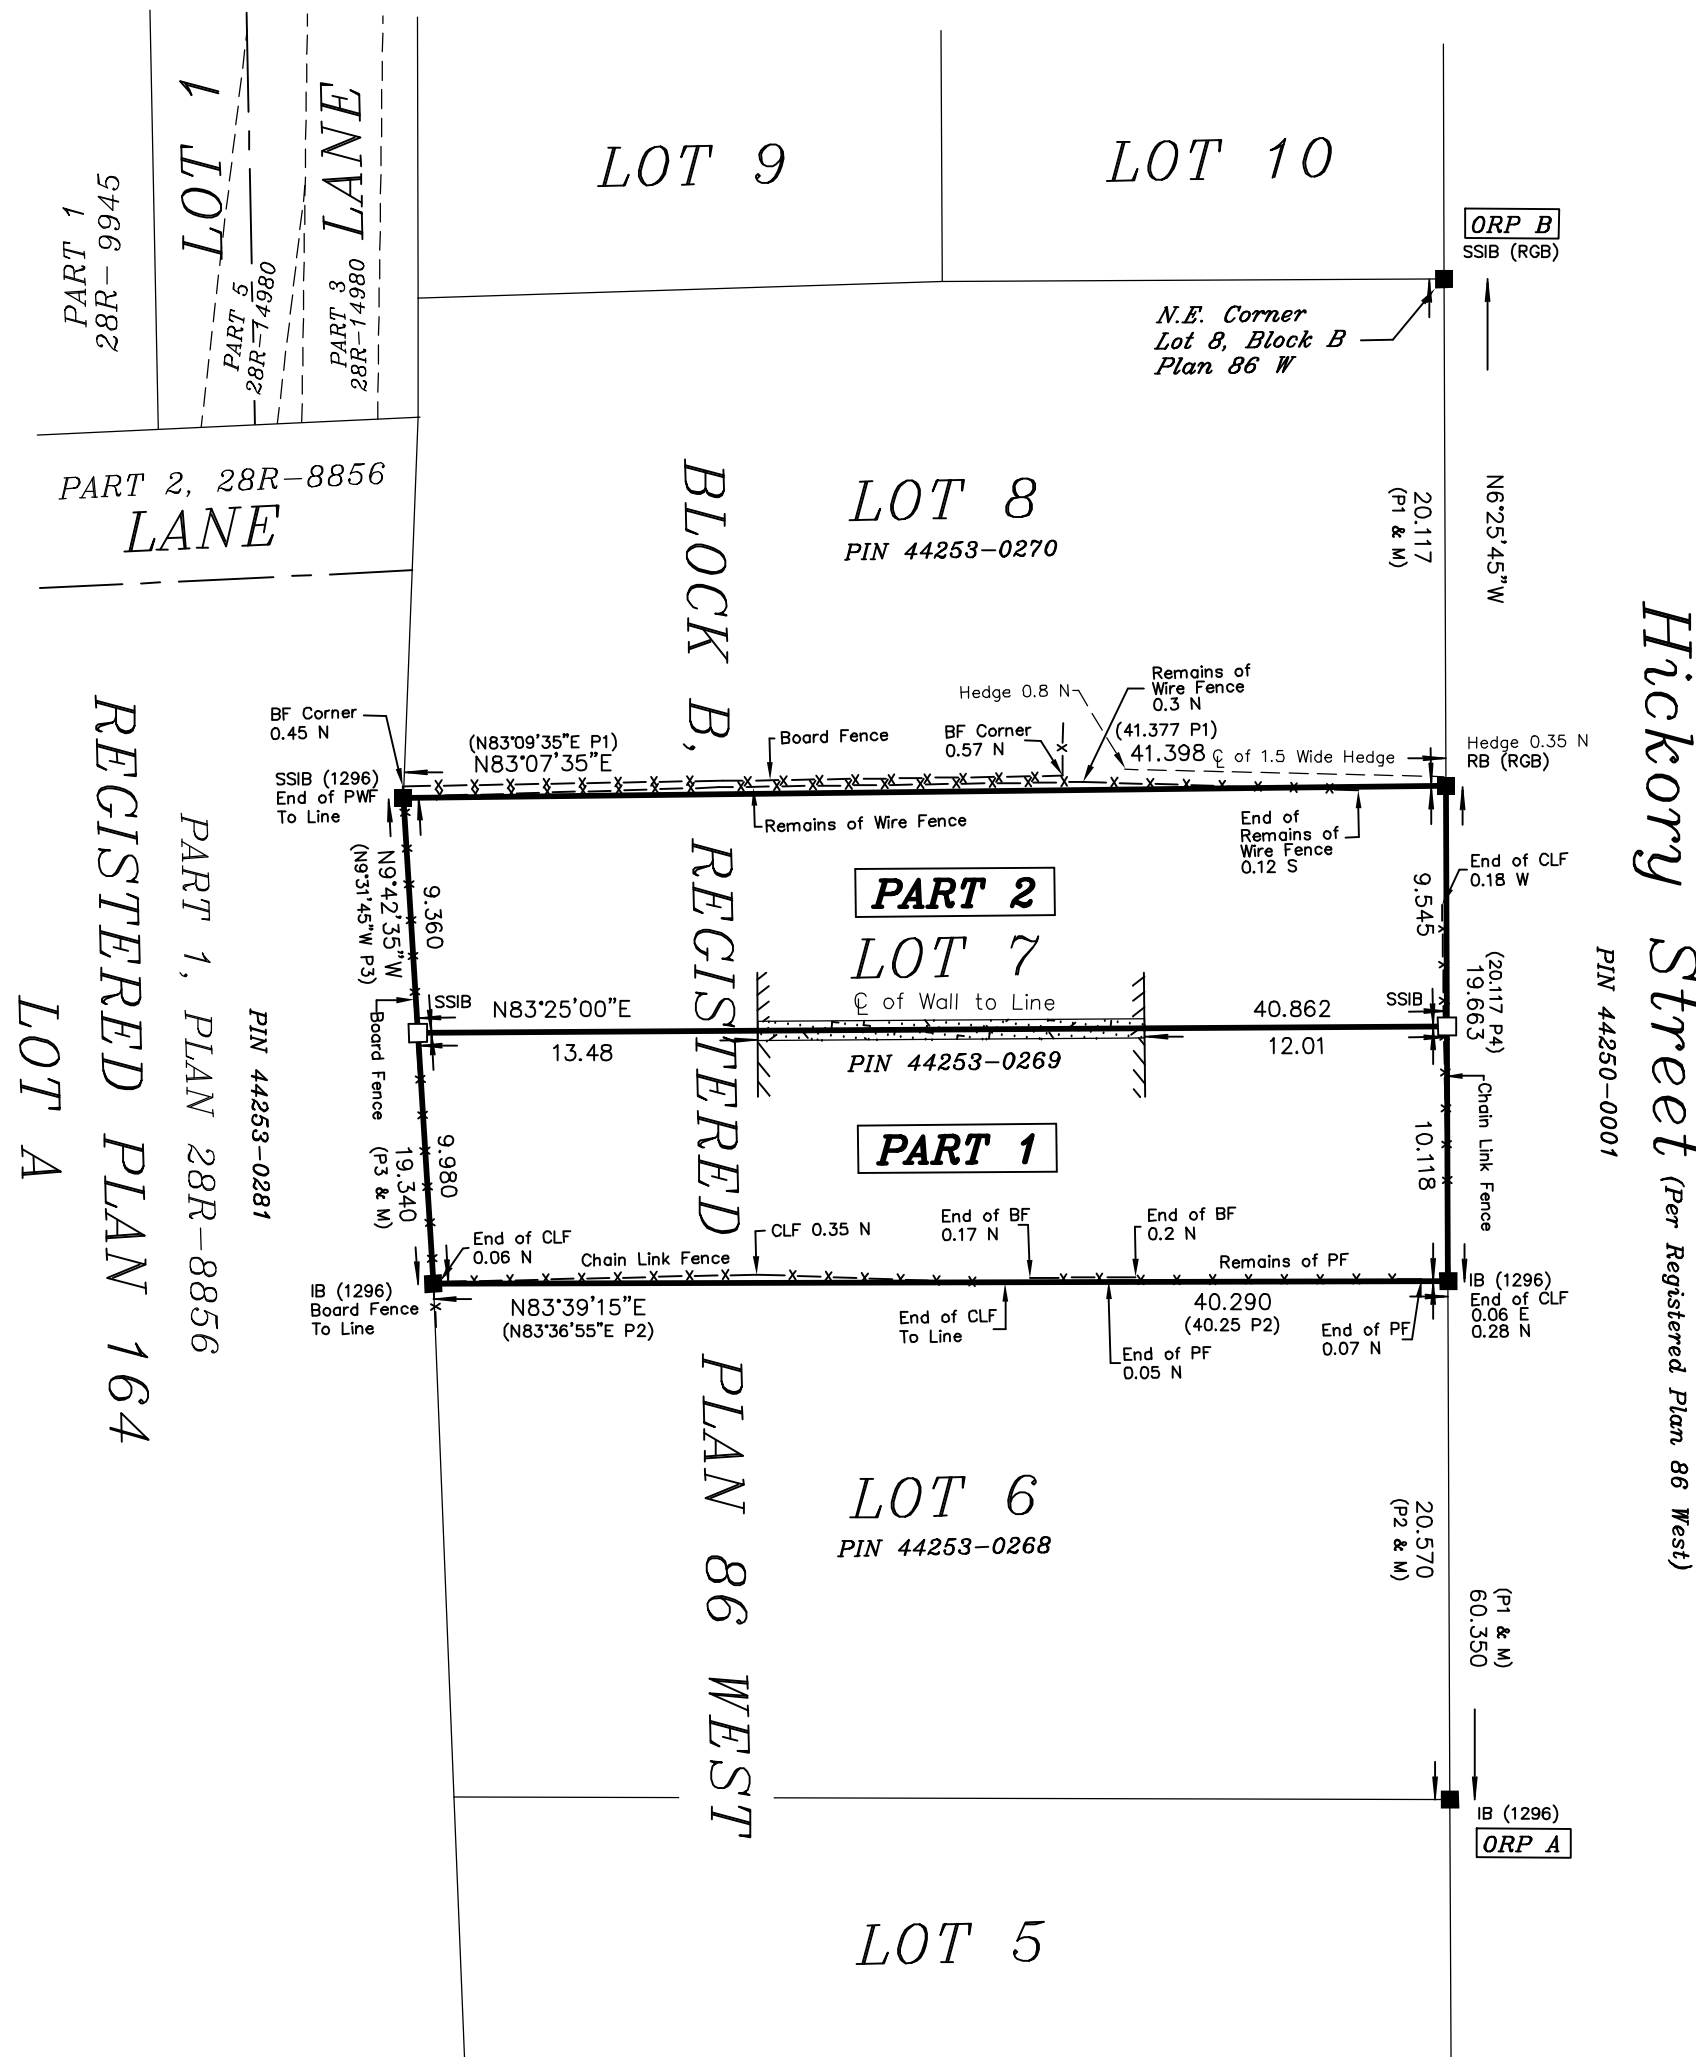 LOT 1
LANE
PART 1
28R-9945
PART 5
28R-14980
PART 3
28R-14980
LOT 9
LOT 10
ORP B
SSIB (RGB)
N.E. Corner
Lot 8, Block B
Plan 86 W
PART 2, 28R-8856
LANE
LOT 8
PIN 44253-0270
20.117
(P1 & M)
N6°25'45"W
BLOCK B, REGISTERED PLAN 86 WEST
Hickory Street (Per Registered Plan 86 West)
PIN 44250-0001
BF Corner
0.45 N
SSIB (1296)
End of PWF
To Line
(N83°09'35"E P1)
N83°07'35"E
Board Fence
Remains of Wire Fence
Hedge 0.8 N
BF Corner
0.57 N
Remains of
Wire Fence
0.3 N
(41.377 P1)
41.398
℄ of 1.5 Wide Hedge
Hedge 0.35 N
RB (RGB)
End of
Remains of
Wire Fence
0.12 S
End of CLF
0.18 W
9.360
N9°42'35"W
(N9°31'45"W P3)
PART 2
LOT 7
9.545
(20.117 P4)
19.663
SSIB
N83°25'00"E
℄ of Wall to Line
40.862
SSIB
13.48
PIN 44253-0269
12.01
Board Fence
Chain Link Fence
PART 1
9.980
19.340
(P3 & M)
10.118
End of CLF
0.06 N
Chain Link Fence
CLF 0.35 N
End of BF
0.17 N
End of BF
0.2 N
Remains of PF
IB (1296)
Board Fence
To Line
N83°39'15"E
(N83°36'55"E P2)
End of CLF
To Line
End of PF
0.05 N
40.290
(40.25 P2)
End of PF
0.07 N
IB (1296)
End of CLF
0.06 E
0.28 N
PIN 44253-0281
PART 1, PLAN 28R-8856
REGISTERED PLAN 164
LOT A
LOT 6
PIN 44253-0268
20.570
(P2 & M)
(P1 & M)
60.350
IB (1296)
ORP A
LOT 5